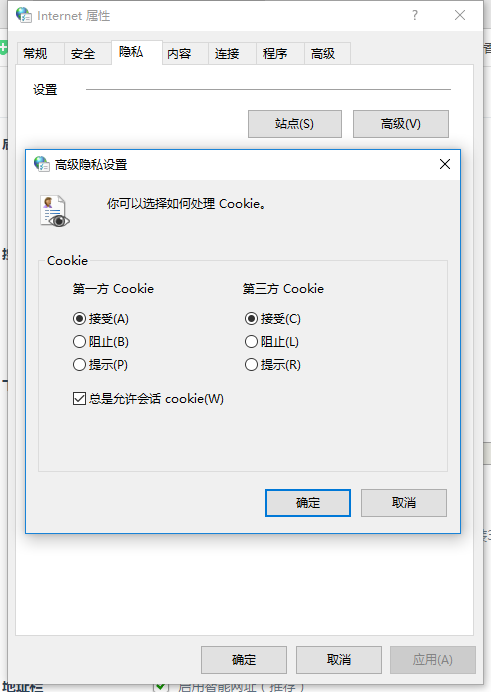 Internet 属性
常规 安全 隐私 内容 连接 程序 高级
设置
站点(S) 高级(V)
高级隐私设置
你可以选择如何处理 Cookie。
Cookie
第一方 Cookie 第三方 Cookie
接受(A) 接受(C)
阻止(B) 阻止(L)
提示(P) 提示(R)
总是允许会话 cookie(W)
确定 取消
确定 取消 应用(A)
地址栏 启用智能网址（推荐）